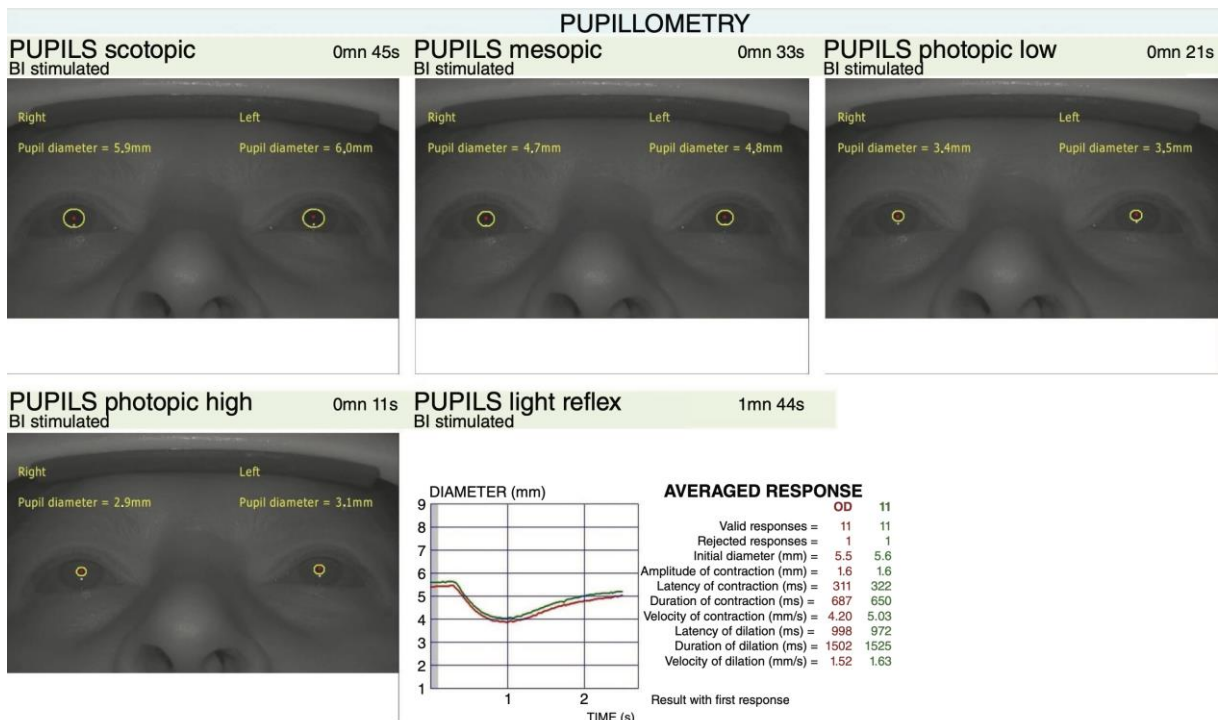 PUPILLOMETRY
PUPILS scotopic 0mn 45s
BI stimulated
Right Left
Pupil diameter = 5.9mm Pupil diameter = 6.0mm
PUPILS mesopic 0mn 33s
BI stimulated
Right Left
Pupil diameter = 4.7mm Pupil diameter = 4.8mm
PUPILS photopic low 0mn 21s
BI stimulated
Right Left
Pupil diameter = 3.4mm Pupil diameter = 3.5mm
PUPILS photopic high 0mn 11s
BI stimulated
Right Left
Pupil diameter = 2.9mm Pupil diameter = 3.1mm
PUPILS light reflex 1mn 44s
BI stimulated
DIAMETER (mm)
9
8
7
6
5
4
3
2
1
1 2
TIME (s)
AVERAGED RESPONSE
OD 11
Valid responses = 11 11
Rejected responses = 1 1
Initial diameter (mm) = 5.5 5.6
Amplitude of contraction (mm) = 1.6 1.6
Latency of contraction (ms) = 311 322
Duration of contraction (ms) = 687 650
Velocity of contraction (mm/s) = 4.20 5.03
Latency of dilation (ms) = 998 972
Duration of dilation (ms) = 1502 1525
Velocity of dilation (mm/s) = 1.52 1.63
Result with first response